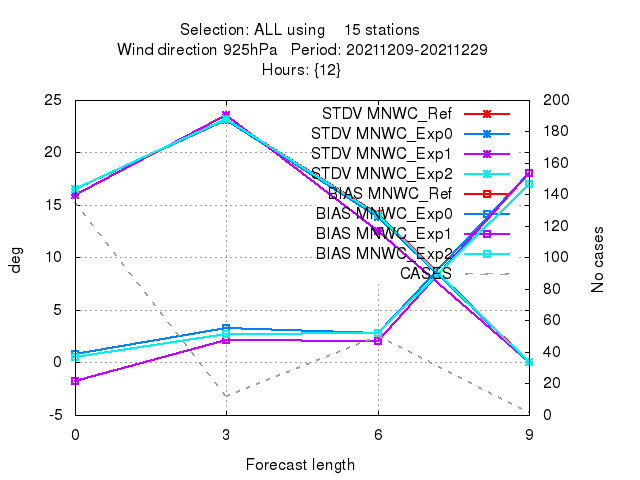 Selection: ALL using 15 stations
Wind direction 925hPa Period: 20211209-20211229
Hours: {12}
25 200
STDV MNWC_Ref
180
STDV MNWC_Exp0
20 STDV MNWC_Exp1 160
STDV MNWC_Exp2
BIAS MNWC_Ref 140
15 BIAS MNWC_Exp0
120
BIAS MNWC_Exp1
BIAS MNWC_Exp2
10 100
CASES
80
5 60
40
0
20
-5 0
0 3 6 9
deg
No cases
Forecast length